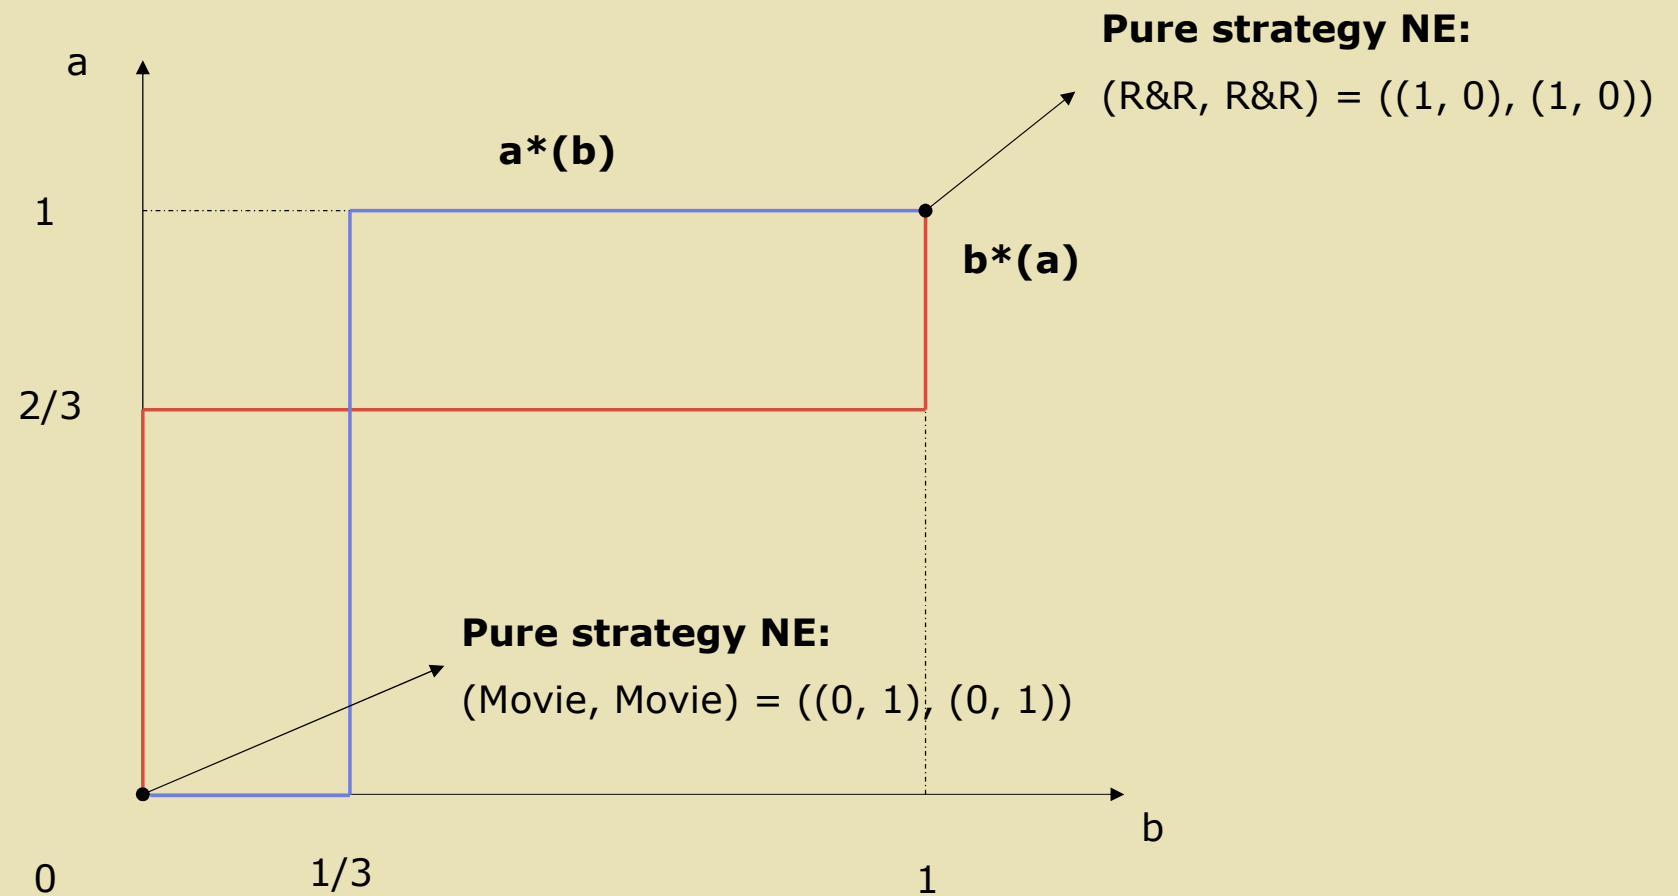 Pure strategy NE:
(R&R, R&R) = ((1, 0), (1, 0))
a
a*(b)
1
b*(a)
2/3
Pure strategy NE:
(Movie, Movie) = ((0, 1), (0, 1))
b
0
1/3
1